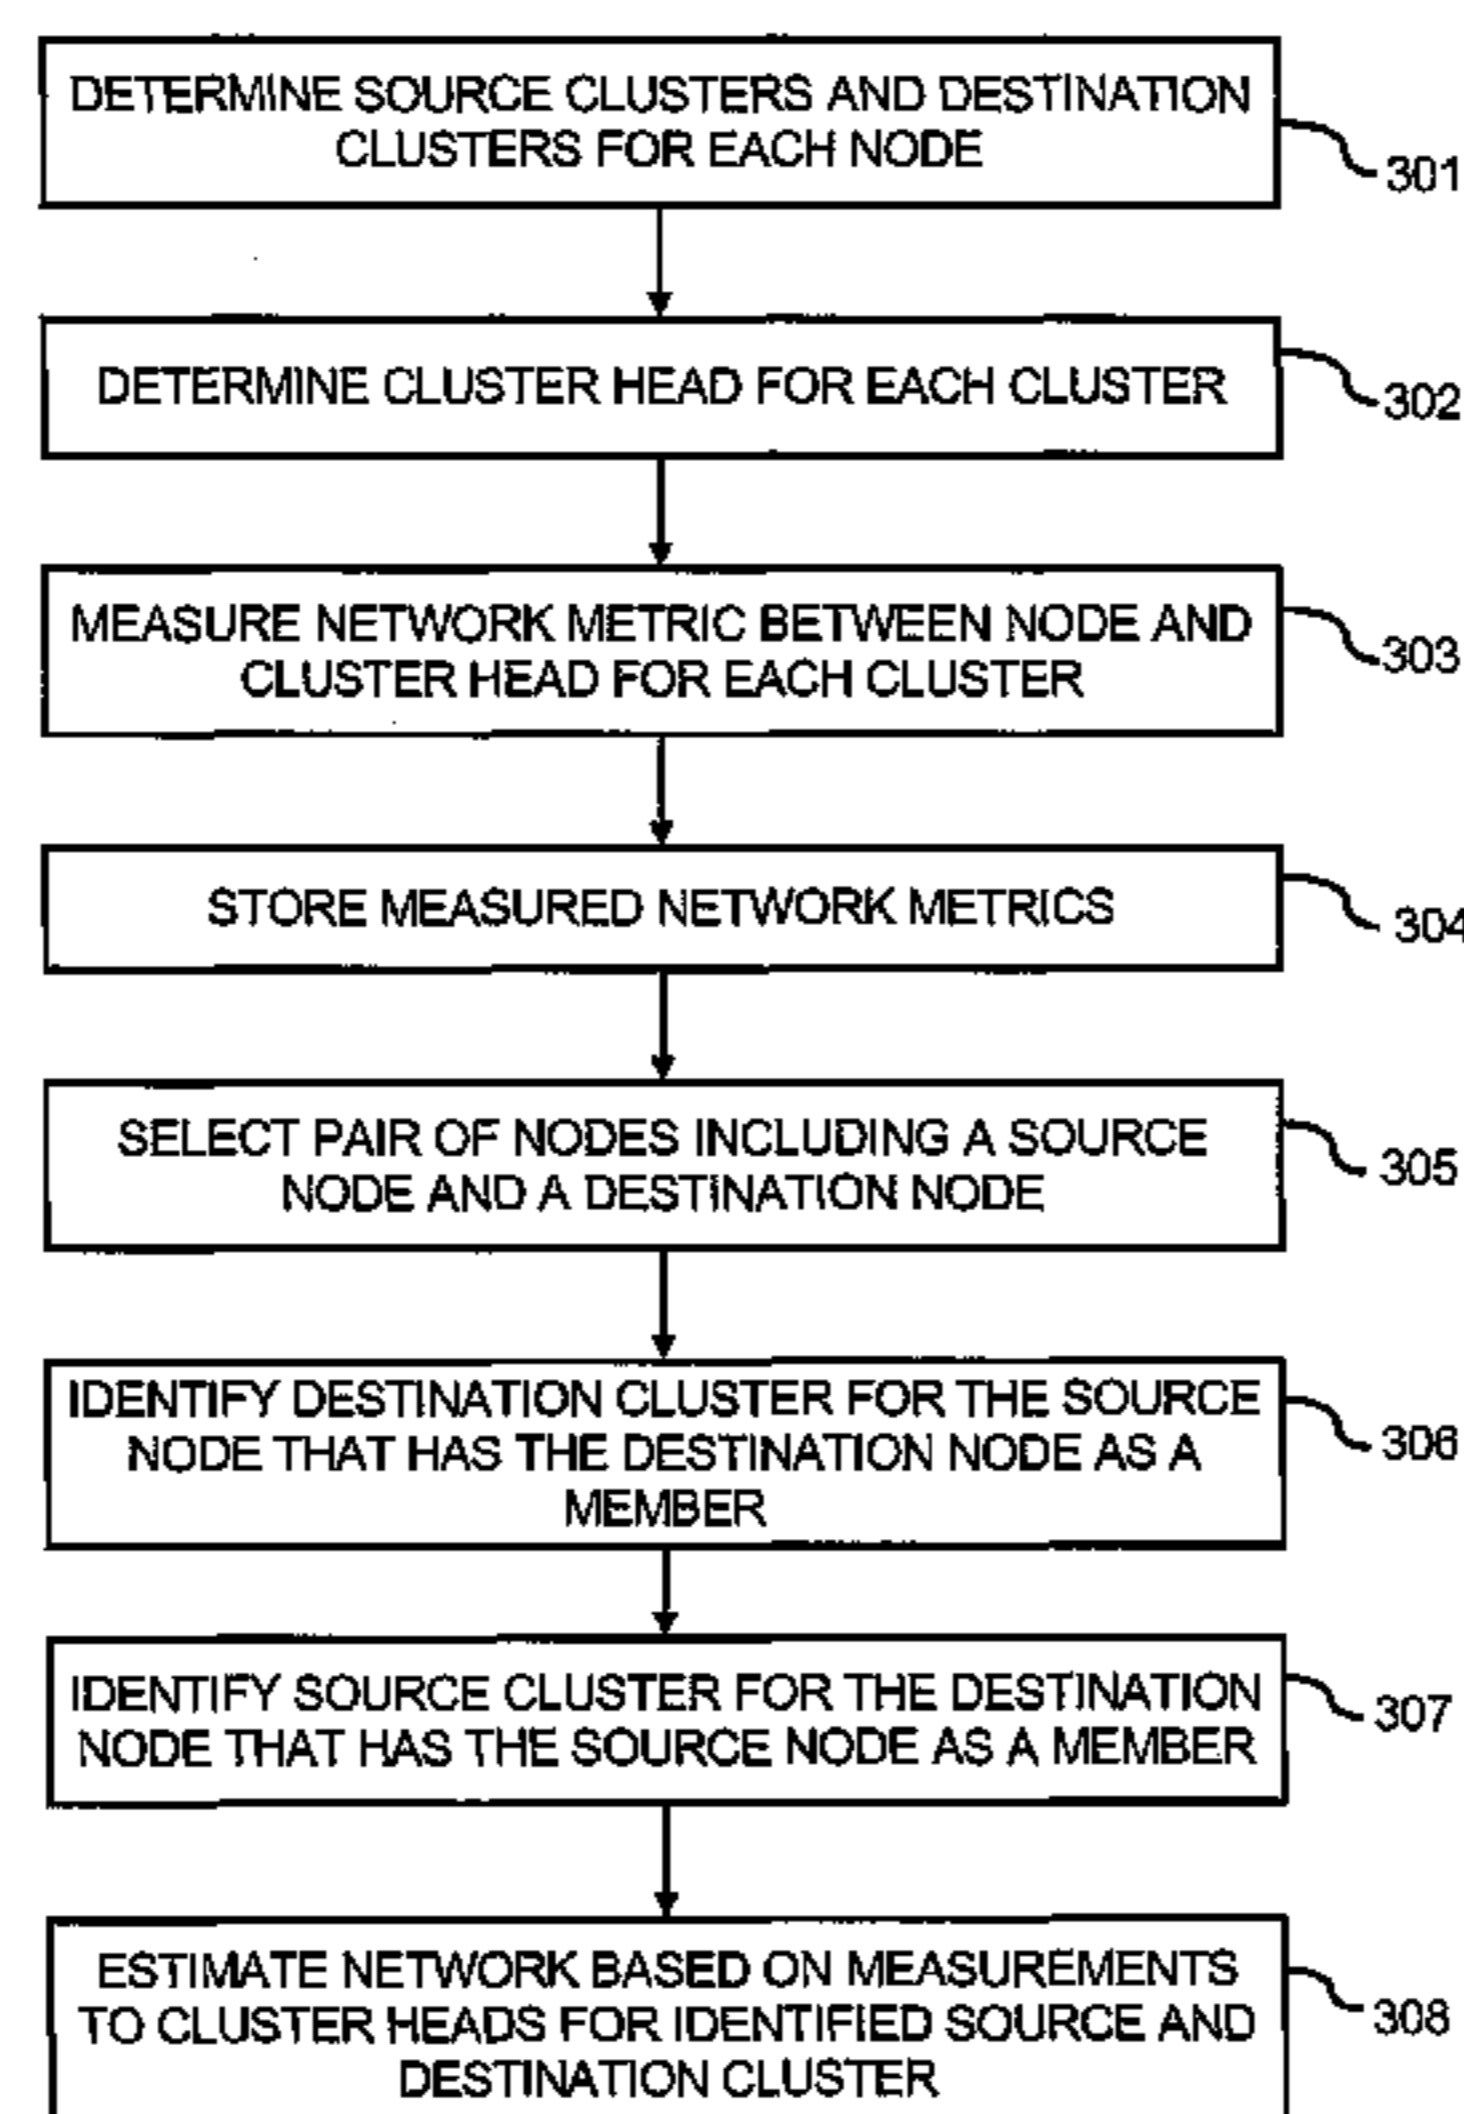 DETERMINE SOURCE CLUSTERS AND DESTINATION
CLUSTERS FOR EACH NODE
301
DETERMINE CLUSTER HEAD FOR EACH CLUSTER
302
MEASURE NETWORK METRIC BETWEEN NODE AND
CLUSTER HEAD FOR EACH CLUSTER
303
STORE MEASURED NETWORK METRICS
304
SELECT PAIR OF NODES INCLUDING A SOURCE
NODE AND A DESTINATION NODE
305
IDENTIFY DESTINATION CLUSTER FOR THE SOURCE
NODE THAT HAS THE DESTINATION NODE AS A
MEMBER
306
IDENTIFY SOURCE CLUSTER FOR THE DESTINATION
NODE THAT HAS THE SOURCE NODE AS A MEMBER
307
ESTIMATE NETWORK BASED ON MEASUREMENTS
TO CLUSTER HEADS FOR IDENTIFIED SOURCE AND
DESTINATION CLUSTER
308